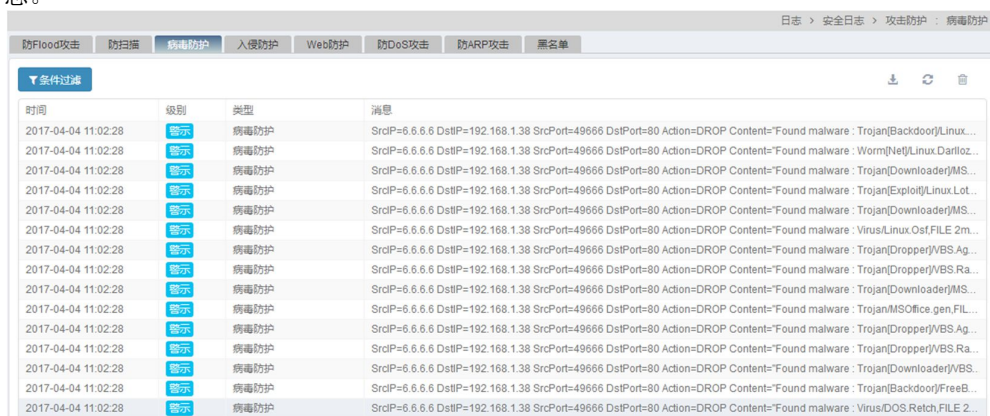 息。
日志 > 安全日志 > 攻击防护 : 病毒防护
防Flood攻击 防扫描 病毒防护 入侵防护 Web防护 防DoS攻击 防ARP攻击 黑名单
条件过滤
时间 级别 类型 消息
2017-04-04 11:02:28 警示 病毒防护 SrcIP=6.6.6.6 DstIP=192.168.1.38 SrcPort=49666 DstPort=80 Action=DROP Content="Found malware : Trojan[Backdoor]/Linux....
2017-04-04 11:02:28 警示 病毒防护 SrcIP=6.6.6.6 DstIP=192.168.1.38 SrcPort=49666 DstPort=80 Action=DROP Content="Found malware : Worm[Net]/Linux.Darlloz...
2017-04-04 11:02:28 警示 病毒防护 SrcIP=6.6.6.6 DstIP=192.168.1.38 SrcPort=49666 DstPort=80 Action=DROP Content="Found malware : Trojan[Downloader]/MS...
2017-04-04 11:02:28 警示 病毒防护 SrcIP=6.6.6.6 DstIP=192.168.1.38 SrcPort=49666 DstPort=80 Action=DROP Content="Found malware : Trojan[Exploit]/Linux.Lot...
2017-04-04 11:02:28 警示 病毒防护 SrcIP=6.6.6.6 DstIP=192.168.1.38 SrcPort=49666 DstPort=80 Action=DROP Content="Found malware : Trojan[Downloader]/MS...
2017-04-04 11:02:28 警示 病毒防护 SrcIP=6.6.6.6 DstIP=192.168.1.38 SrcPort=49666 DstPort=80 Action=DROP Content="Found malware : Virus/Linux.Osf,FILE 2m...
2017-04-04 11:02:28 警示 病毒防护 SrcIP=6.6.6.6 DstIP=192.168.1.38 SrcPort=49666 DstPort=80 Action=DROP Content="Found malware : Trojan[Dropper]/VBS.Ag...
2017-04-04 11:02:28 警示 病毒防护 SrcIP=6.6.6.6 DstIP=192.168.1.38 SrcPort=49666 DstPort=80 Action=DROP Content="Found malware : Trojan[Dropper]/VBS.Ra...
2017-04-04 11:02:28 警示 病毒防护 SrcIP=6.6.6.6 DstIP=192.168.1.38 SrcPort=49666 DstPort=80 Action=DROP Content="Found malware : Trojan[Downloader]/MS...
2017-04-04 11:02:28 警示 病毒防护 SrcIP=6.6.6.6 DstIP=192.168.1.38 SrcPort=49666 DstPort=80 Action=DROP Content="Found malware : Trojan/MSOffice.gen,FIL...
2017-04-04 11:02:28 警示 病毒防护 SrcIP=6.6.6.6 DstIP=192.168.1.38 SrcPort=49666 DstPort=80 Action=DROP Content="Found malware : Trojan[Dropper]/VBS.Ag...
2017-04-04 11:02:28 警示 病毒防护 SrcIP=6.6.6.6 DstIP=192.168.1.38 SrcPort=49666 DstPort=80 Action=DROP Content="Found malware : Trojan[Dropper]/VBS.Ra...
2017-04-04 11:02:28 警示 病毒防护 SrcIP=6.6.6.6 DstIP=192.168.1.38 SrcPort=49666 DstPort=80 Action=DROP Content="Found malware : Trojan[Downloader]/VBS...
2017-04-04 11:02:28 警示 病毒防护 SrcIP=6.6.6.6 DstIP=192.168.1.38 SrcPort=49666 DstPort=80 Action=DROP Content="Found malware : Trojan[Backdoor]/FreeB...
2017-04-04 11:02:28 警示 病毒防护 SrcIP=6.6.6.6 DstIP=192.168.1.38 SrcPort=49666 DstPort=80 Action=DROP Content="Found malware : Virus/DOS.Retch,FILE 2...